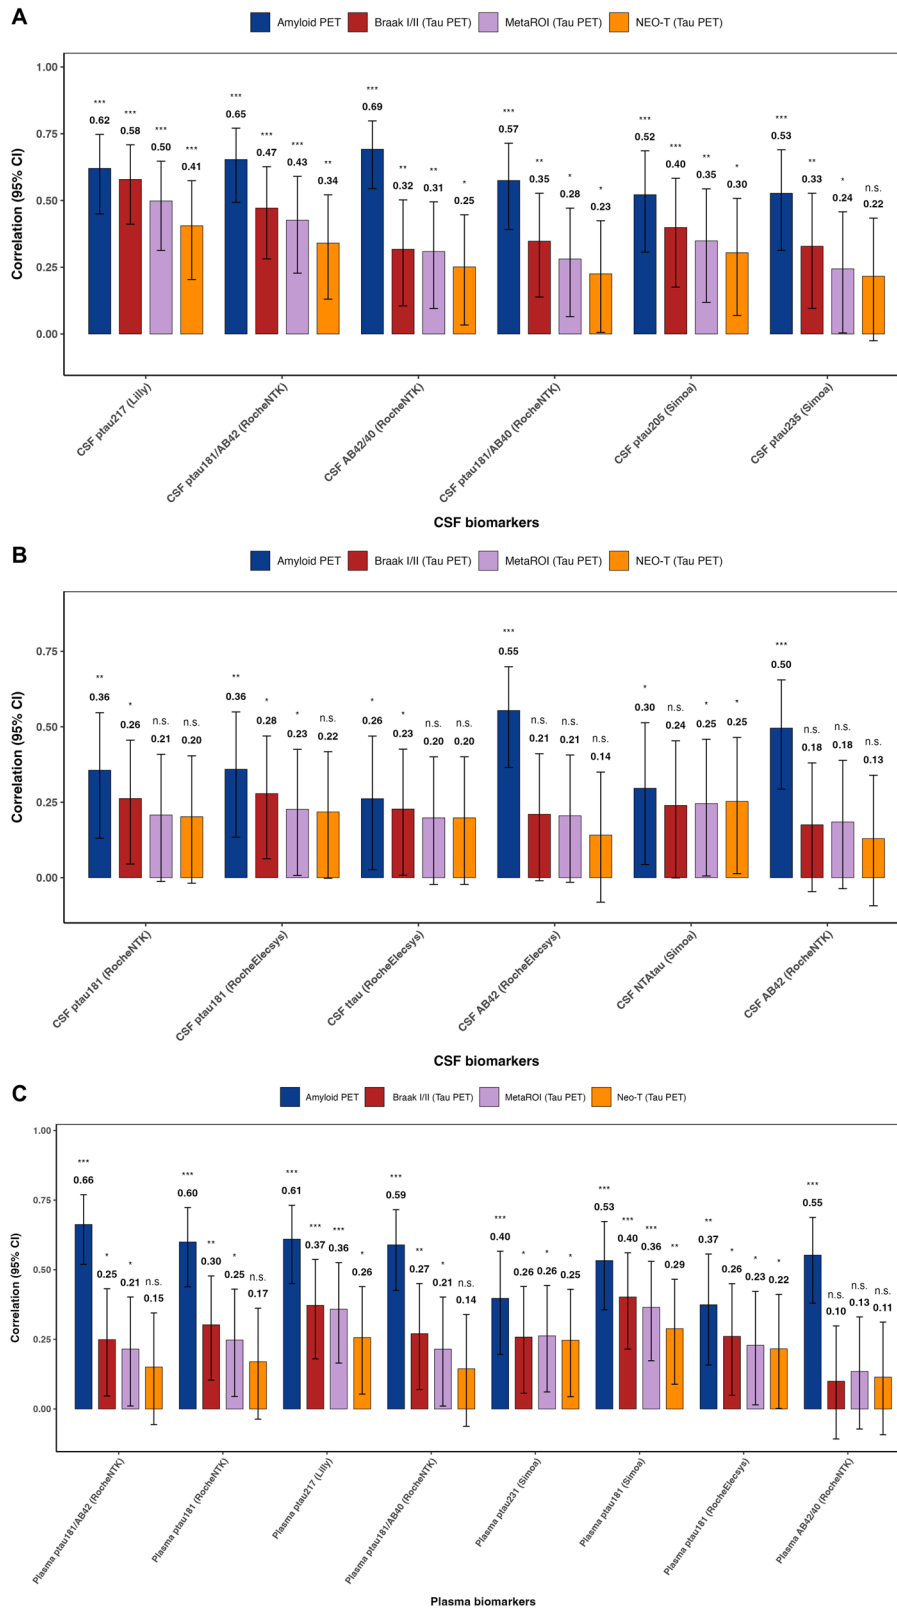 A
Amyloid PET Braak I/II (Tau PET) MetaROI (Tau PET) NEO-T (Tau PET)
Correlation (95% CI)
1.00
0.75
0.50
0.25
0.00
*** *** *** ***
0.62 0.58 0.50 0.41
*** *** *** **
0.65 0.47 0.43 0.34
*** ** ** *
0.69 0.32 0.31 0.25
*** ** * *
0.57 0.35 0.28 0.23
*** *** ** *
0.52 0.40 0.35 0.30
*** ** * n.s.
0.53 0.33 0.24 0.22
CSF ptau217 (Lilly)
CSF ptau181/AB42 (RocheNTK)
CSF AB42/40 (RocheNTK)
CSF ptau181/AB40 (RocheNTK)
CSF ptau205 (Simoa)
CSF ptau235 (Simoa)
CSF biomarkers
B
Amyloid PET Braak I/II (Tau PET) MetaROI (Tau PET) NEO-T (Tau PET)
Correlation (95% CI)
0.75
0.50
0.25
0.00
** * n.s. n.s.
0.36 0.26 0.21 0.20
** * * n.s.
0.36 0.28 0.23 0.22
* * n.s. n.s.
0.26 0.23 0.20 0.20
*** n.s. n.s. n.s.
0.55 0.21 0.21 0.14
* n.s. * *
0.30 0.24 0.25 0.25
*** n.s. n.s. n.s.
0.50 0.18 0.18 0.13
CSF ptau181 (RocheNTK)
CSF ptau181 (RocheElecsys)
CSF ttau (RocheElecsys)
CSF AB42 (RocheElecsys)
CSF NTAtau (Simoa)
CSF AB42 (RocheNTK)
CSF biomarkers
C
Amyloid PET Braak I/II (Tau PET) MetaROI (Tau PET) Neo-T (Tau PET)
Correlation (95% CI)
1.00
0.75
0.50
0.25
0.00
*** * * n.s.
0.66 0.25 0.21 0.15
*** ** * n.s.
0.60 0.30 0.25 0.17
*** *** *** *
0.61 0.37 0.36 0.26
*** ** * n.s.
0.59 0.27 0.21 0.14
*** * * *
0.40 0.26 0.26 0.25
*** *** *** **
0.53 0.40 0.36 0.29
** * * *
0.37 0.26 0.23 0.22
*** n.s. n.s. n.s.
0.55 0.10 0.13 0.11
Plasma ptau181/AB42 (RocheNTK)
Plasma ptau181 (RocheNTK)
Plasma ptau217 (Lilly)
Plasma ptau181/AB40 (RocheNTK)
Plasma ptau231 (Simoa)
Plasma ptau181 (Simoa)
Plasma ptau181 (RocheElecsys)
Plasma AB42/40 (RocheNTK)
Plasma biomarkers